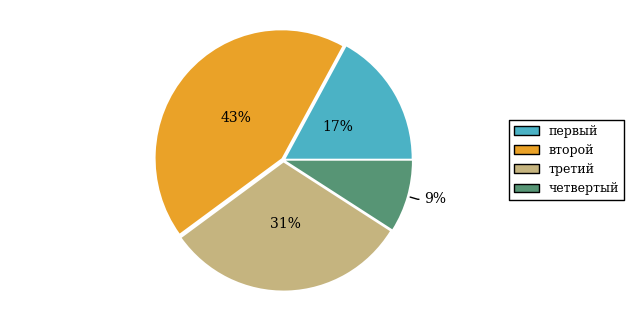 43%
17%
31%
9%
первый
второй
третий
четвертый